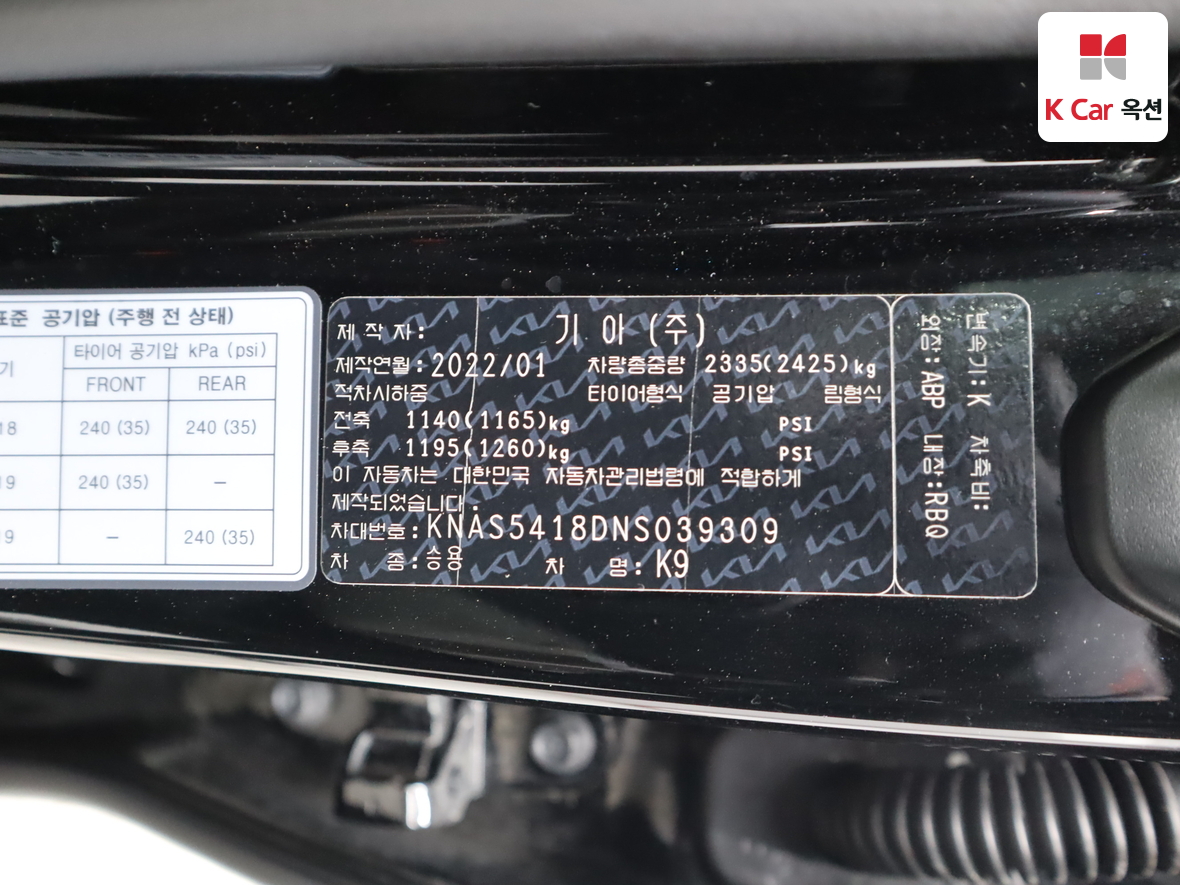 K Car 옥션
표준 공기압 (주행 전 상태)
기
타이어 공기압 kPa (psi)
FRONT REAR
18 240 (35) 240 (35)
19 240 (35) –
19 – 240 (35)
제 작 자: 기 아 (주)
제작연월: 2022/01 차량총중량 2335(2425)kg
적차시하중 타이어형식 공기압 림형식
전축 1140(1165)kg PSI
후축 1195(1260)kg PSI
이 자동차는 대한민국 자동차관리법령에 적합하게
제작되었습니다.
차대번호: KNAS5418DNS039309
차 종: 승용 차 명: K9
변속기: K 차축비:
외장: ABP 내장: RBQ